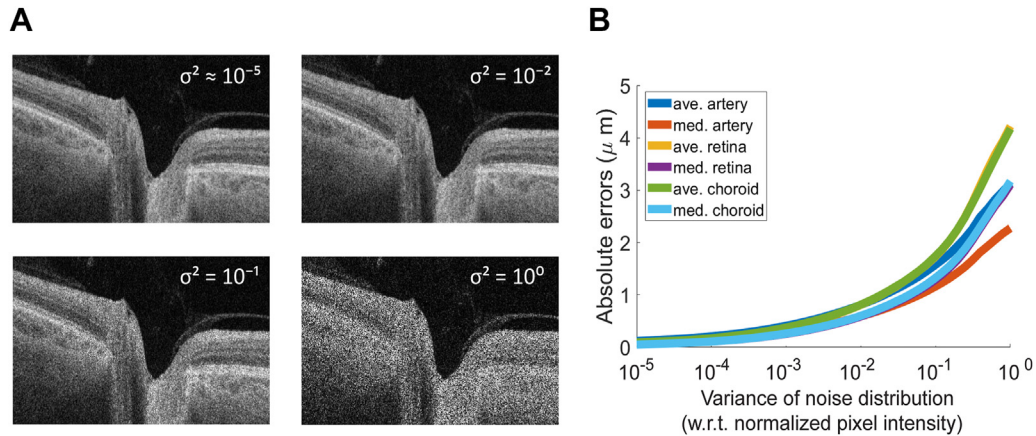 A
σ² ≈ 10⁻⁵
σ² = 10⁻²
σ² = 10⁻¹
σ² = 10⁰
B
Absolute errors (μ m)
5
4
3
2
1
0
ave. artery
med. artery
ave. retina
med. retina
ave. choroid
med. choroid
10⁻⁵ 10⁻⁴ 10⁻³ 10⁻² 10⁻¹ 10⁰
Variance of noise distribution
(w.r.t. normalized pixel intensity)